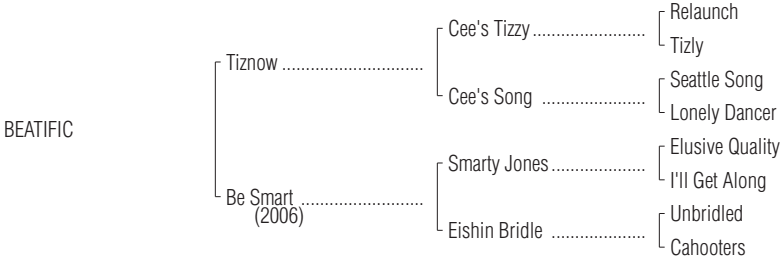 Relaunch
Cee's Tizzy ..........................
Tizly
Tiznow .................................
Seattle Song
Cee's Song ........................
Lonely Dancer
BEATIFIC
Elusive Quality
Smarty Jones ......................
I'll Get Along
Be Smart ............................
(2006)
Unbridled
Eishin Bridle ......................
Cahooters